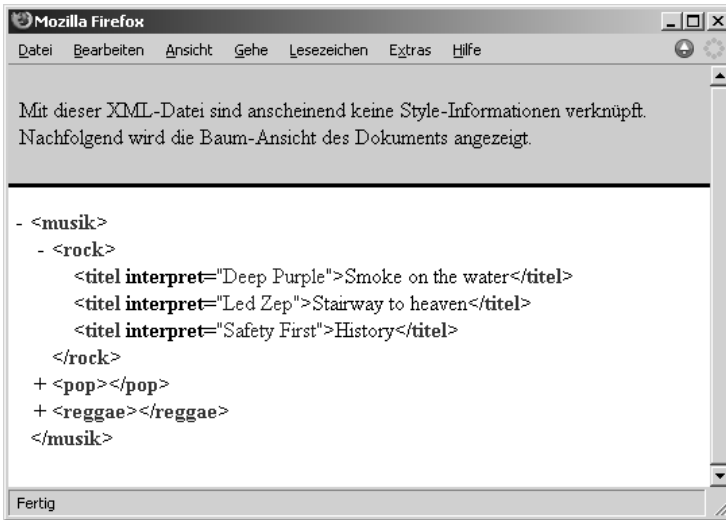 Mozilla Firefox
Datei Bearbeiten Ansicht Gehe Lesezeichen Extras Hilfe
Mit dieser XML-Datei sind anscheinend keine Style-Informationen verknüpft.
Nachfolgend wird die Baum-Ansicht des Dokuments angezeigt.
- <musik>
- <rock>
<titel interpret="Deep Purple">Smoke on the water</titel>
<titel interpret="Led Zep">Stairway to heaven</titel>
<titel interpret="Safety First">History</titel>
</rock>
+ <pop></pop>
+ <reggae></reggae>
</musik>
Fertig